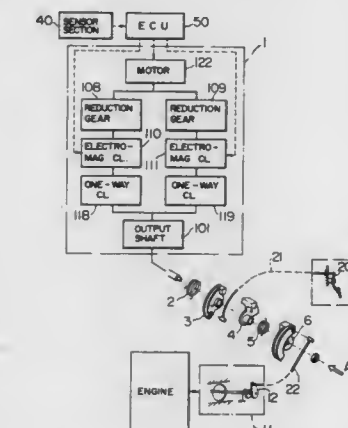 40 SENSOR SECTION E C U 50
1
MOTOR 122
108 REDUCTION GEAR 109 REDUCTION GEAR
110 ELECTRO-MAG CL. 111 ELECTRO-MAG CL.
ONE-WAY CL ONE-WAY CL
118 119
OUTPUT SHAFT 101
21
20
2
3
4
5
6
22
ENGINE
12